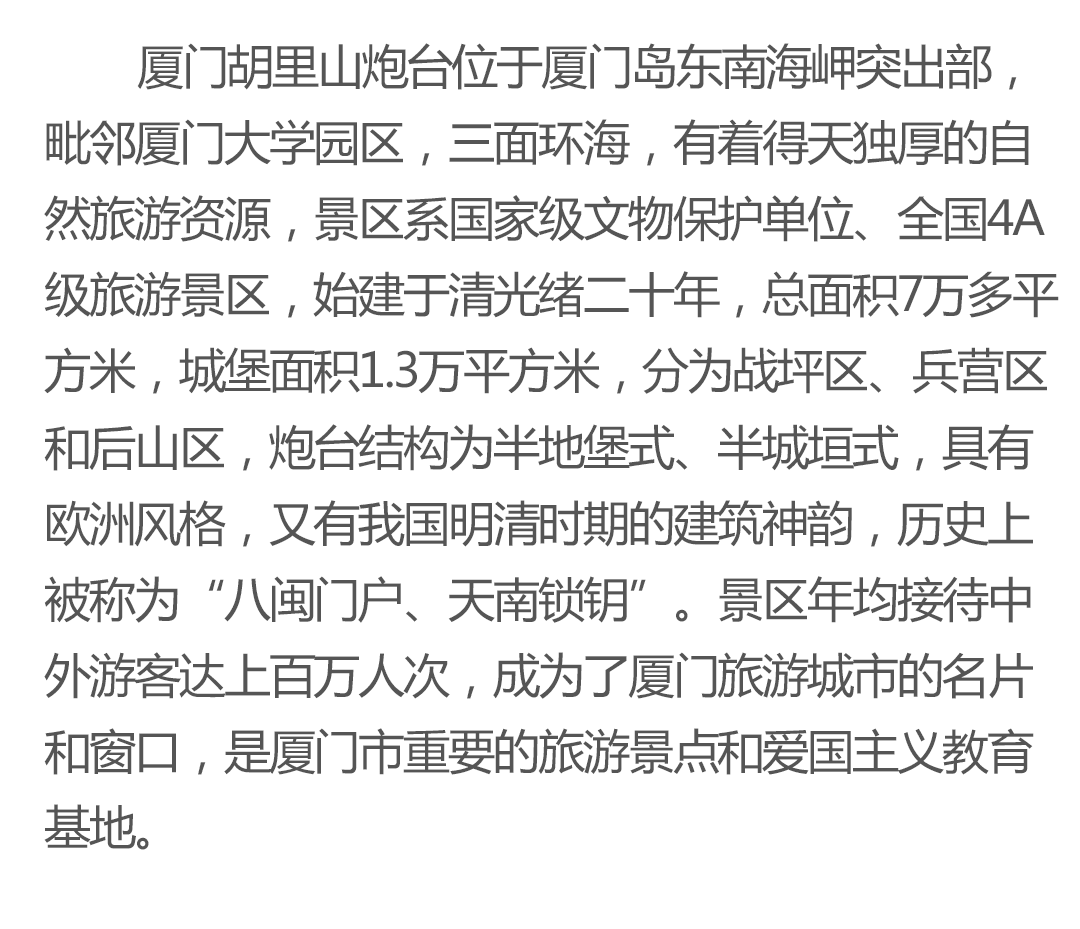 厦门胡里山炮台位于厦门岛东南海岬突出部，
毗邻厦门大学园区，三面环海，有着得天独厚的自
然旅游资源，景区系国家级文物保护单位、全国4A
级旅游景区，始建于清光绪二十年，总面积7万多平
方米，城堡面积1.3万平方米，分为战坪区、兵营区
和后山区，炮台结构为半地堡式、半城垣式，具有
欧洲风格，又有我国明清时期的建筑神韵，历史上
被称为“八闽门户、天南锁钥”。景区年均接待中
外游客达上百万人次，成为了厦门旅游城市的名片
和窗口，是厦门市重要的旅游景点和爱国主义教育
基地。